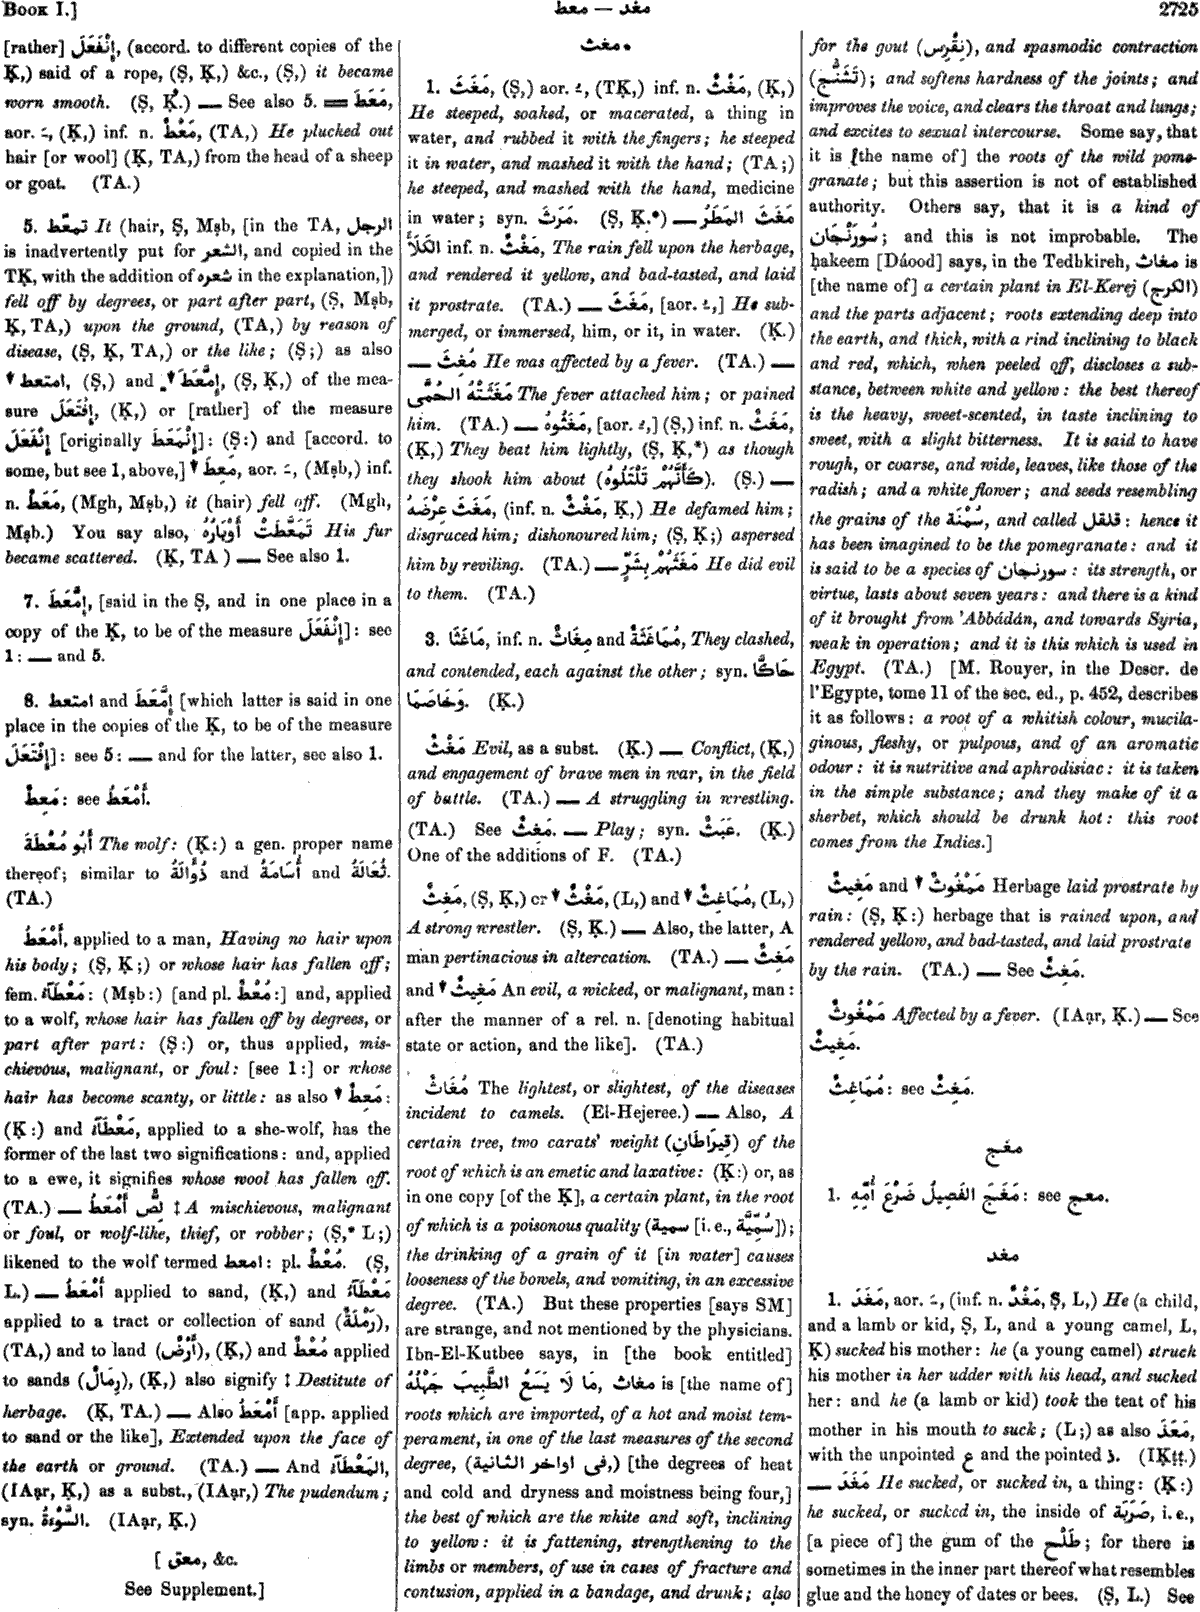 BOOK I.]
مغد — معط
2725
[rather] إِنْفَعَلَ, (accord. to different copies of the
Ḳ,) said of a rope, (Ṣ, Ḳ,) &c., (Ṣ,) it became
worn smooth. (Ṣ, Ḳ.) — See also 5. ═ مَعَطَ,
aor. ـَ, (Ḳ,) inf. n. مَعْطٌ, (TA,) He plucked out
hair [or wool] (Ḳ, TA,) from the head of a sheep
or goat. (TA.)
5. تمعّط It (hair, Ṣ, Mṣb, [in the TA, الرجل
is inadvertently put for الشعر, and copied in the
TḲ, with the addition of شعره in the explanation,])
fell off by degrees, or part after part, (Ṣ, Mṣb,
Ḳ, TA,) upon the ground, (TA,) by reason of
disease, (Ṣ, Ḳ, TA,) or the like; (Ṣ;) as also
▼ امتعط, (Ṣ,) and ▼ إِمَّعَطَ, (Ṣ, Ḳ,) of the mea-
sure إِفْتَعَلَ, (Ḳ,) or [rather] of the measure
إِنْفَعَلَ [originally إِنْمَعَطَ]: (Ṣ:) and [accord. to
some, but see 1, above,] ▼ مَعِطَ, aor. ـَ, (Mṣb,) inf.
n. مَعَطٌ, (Mgh, Mṣb,) it (hair) fell off. (Mgh,
Mṣb.) You say also, تَمَعَّطَتْ أَوْبَارُهُ His fur
became scattered. (Ḳ, TA ) — See also 1.
7. إِمَّعَطَ, [said in the Ṣ, and in one place in a
copy of the Ḳ, to be of the measure إِنْفَعَلَ]: see
1: — and 5.
8. امتعط and إِمَّعَطَ [which latter is said in one
place in the copies of the Ḳ, to be of the measure
إِفْتَعَلَ]: see 5: — and for the latter, see also 1.
مَعِطٌ: see أَمْعَطُ.
أَبُو مُعْطَةَ The wolf: (Ḳ:) a gen. proper name
thereof; similar to ذُؤَالَةُ and أُسَامَةُ and ثُعَالَةُ.
(TA.)
أَمْعَطُ, applied to a man, Having no hair upon
his body; (Ṣ, Ḳ;) or whose hair has fallen off;
fem. مَعْطَآءُ: (Mṣb:) [and pl. مُعْطٌ:] and, applied
to a wolf, whose hair has fallen off by degrees, or
part after part: (Ṣ:) or, thus applied, mis-
chievous, malignant, or foul: [see 1:] or whose
hair has become scanty, or little: as also ▼ مَعِطٌ:
(Ḳ:) and مَعْطَآءُ, applied to a she-wolf, has the
former of the last two significations: and, applied
to a ewe, it signifies whose wool has fallen off.
(TA.) — لِصٌّ أَمْعَطُ ‡ A mischievous, malignant
or foul, or wolf-like, thief, or robber; (Ṣ,* L;)
likened to the wolf termed امعط: pl. مُعْطٌ. (Ṣ,
L.) — أَمْعَطُ applied to sand, (Ḳ,) and مَعْطَآءُ
applied to a tract or collection of sand (رَمْلَةٌ),
(TA,) and to land (أَرْضٌ), (Ḳ,) and مُعْطٌ applied
to sands (رِمَالٌ), (Ḳ,) also signify ‡ Destitute of
herbage. (Ḳ, TA.) — Also أَمْعَطُ [app. applied
to sand or the like], Extended upon the face of
the earth or ground. (TA.) — And المَعْطَآءُ,
(IAạr, Ḳ,) as a subst., (IAạr,) The pudendum;
syn. السَّوْءَةُ. (IAạr, Ḳ.)
[ معق, &c.
See Supplement.]
مغث
1. مَغَثَ, (Ṣ,) aor. ـَ, (TḲ,) inf. n. مَغْثٌ, (Ḳ,)
He steeped, soaked, or macerated, a thing in
water, and rubbed it with the fingers; he steeped
it in water, and mashed it with the hand; (TA;)
he steeped, and mashed with the hand, medicine
in water; syn. مَرَثَ. (Ṣ, Ḳ.*) — مَغَثَ المَطَرُ
الكَلَأَ inf. n. مَغْثٌ, The rain fell upon the herbage,
and rendered it yellow, and bad-tasted, and laid
it prostrate. (TA.) — مَغَثَ, [aor. ـَ,] He sub-
merged, or immersed, him, or it, in water. (Ḳ.)
— مُغِثَ He was affected by a fever. (TA.) —
مَغَثَتْهُ الحُمَّى The fever attached him; or pained
him. (TA.) — مَغَثُوهُ, [aor. ـَ,] (Ṣ,) inf. n. مَغْثٌ,
(Ḳ,) They beat him lightly, (Ṣ, Ḳ,*) as though
they shook him about (كَأَنَّهُمْ تَلْتَلُوهُ). (Ṣ.) —
مَغَثَ عِرْضَهُ, (inf. n. مَغْثٌ, Ḳ,) He defamed him;
disgraced him; dishonoured him; (Ṣ, Ḳ;) aspersed
him by reviling. (TA.) — مَغَثَهُمْ بِشَرٍّ He did evil
to them. (TA.)
3. مَاغَثَا, inf. n. مِغَاثٌ and مُمَاغَثَةٌ, They clashed,
and contended, each against the other; syn. حَاكَّا
وَخَاصَمَا. (Ḳ.)
مَغْثٌ Evil, as a subst. (Ḳ.) — Conflict, (Ḳ,)
and engagement of brave men in war, in the field
of battle. (TA.) — A struggling in wrestling.
(TA.) See مَغِثٌ. — Play; syn. عَبَثٌ. (Ḳ.)
One of the additions of F. (TA.)
مَغِثٌ, (Ṣ, Ḳ,) or ▼ مَغْثٌ, (L,) and ▼ مُمَاغِثٌ, (L,)
A strong wrestler. (Ṣ, Ḳ.) — Also, the latter, A
man pertinacious in altercation. (TA.) — مَغِثٌ
and ▼ مَغِيثٌ An evil, a wicked, or malignant, man:
after the manner of a rel. n. [denoting habitual
state or action, and the like]. (TA.)
مُغَاثٌ The lightest, or slightest, of the diseases
incident to camels. (El-Hejeree.) — Also, A
certain tree, two carats' weight (قِيرَاطَانِ) of the
root of which is an emetic and laxative: (Ḳ:) or, as
in one copy [of the Ḳ], a certain plant, in the root
of which is a poisonous quality (سمية [i. e., سُمِّيَّة]);
the drinking of a grain of it [in water] causes
looseness of the bowels, and vomiting, in an excessive
degree. (TA.) But these properties [says SM]
are strange, and not mentioned by the physicians.
Ibn-El-Kutbee says, in [the book entitled]
مَا لَا يَسَعُ الطَّبِيبَ جَهْلُهُ, مغاث is [the name of]
roots which are imported, of a hot and moist tem-
perament, in one of the last measures of the second
degree, (فى اواخر الثانية,) [the degrees of heat
and cold and dryness and moistness being four,]
the best of which are the white and soft, inclining
to yellow: it is fattening, strengthening to the
limbs or members, of use in cases of fracture and
contusion, applied in a bandage, and drunk; also
for the gout (نِقْرِس), and spasmodic contraction
(تَشَنُّج); and softens hardness of the joints; and
improves the voice, and clears the throat and lungs;
and excites to sexual intercourse. Some say, that
it is [the name of] the roots of the wild pome-
granate; but this assertion is not of established
authority. Others say, that it is a kind of
سُورَنْجَان; and this is not improbable. The
ḥakeem [Dáood] says, in the Tedhkireh, مغاث is
[the name of] a certain plant in El-Kerej (الكرج)
and the parts adjacent; roots extending deep into
the earth, and thick, with a rind inclining to black
and red, which, when peeled off, discloses a sub-
stance, between white and yellow: the best thereof
is the heavy, sweet-scented, in taste inclining to
sweet, with a slight bitterness. It is said to have
rough, or coarse, and wide, leaves, like those of the
radish; and a white flower; and seeds resembling
the grains of the سُمْنَة, and called قلقل: hence it
has been imagined to be the pomegranate: and it
is said to be a species of سورنجان: its strength, or
virtue, lasts about seven years: and there is a kind
of it brought from 'Abbádán, and towards Syria,
weak in operation; and it is this which is used in
Egypt. (TA.) [M. Rouyer, in the Descr. de
l'Egypte, tome 11 of the sec. ed., p. 452, describes
it as follows: a root of a whitish colour, mucila-
ginous, fleshy, or pulpous, and of an aromatic
odour: it is nutritive and aphrodisiac: it is taken
in the simple substance; and they make of it a
sherbet, which should be drunk hot: this root
comes from the Indies.]
مَغِيثٌ and ▼ مَمْغُوثٌ Herbage laid prostrate by
rain: (Ṣ, Ḳ:) herbage that is rained upon, and
rendered yellow, and bad-tasted, and laid prostrate
by the rain. (TA.) — See مَغِثٌ.
مَمْغُوثٌ Affected by a fever. (IAạr, Ḳ.) — See
مَغِيثٌ.
مُمَاغِثٌ: see مَغِثٌ.
مغج
1. مَغَجَ الفَصِيلُ ضَرْعَ أُمِّهِ: see معج.
مغد
1. مَغَدَ, aor. ـَ, (inf. n. مَغْدٌ, Ṣ, L,) He (a child,
and a lamb or kid, Ṣ, L, and a young camel, L,
Ḳ) sucked his mother: he (a young camel) struck
his mother in her udder with his head, and sucked
her: and he (a lamb or kid) took the teat of his
mother in his mouth to suck; (L;) as also مَعَذَ,
with the unpointed ع and the pointed ذ. (IḲṭṭ.)
— مَغَدَ He sucked, or sucked in, a thing: (Ḳ:)
he sucked, or sucked in, the inside of صَرَبَة, i. e.,
[a piece of] the gum of the طَلْح; for there is
sometimes in the inner part thereof what resembles
glue and the honey of dates or bees. (Ṣ, L.) See